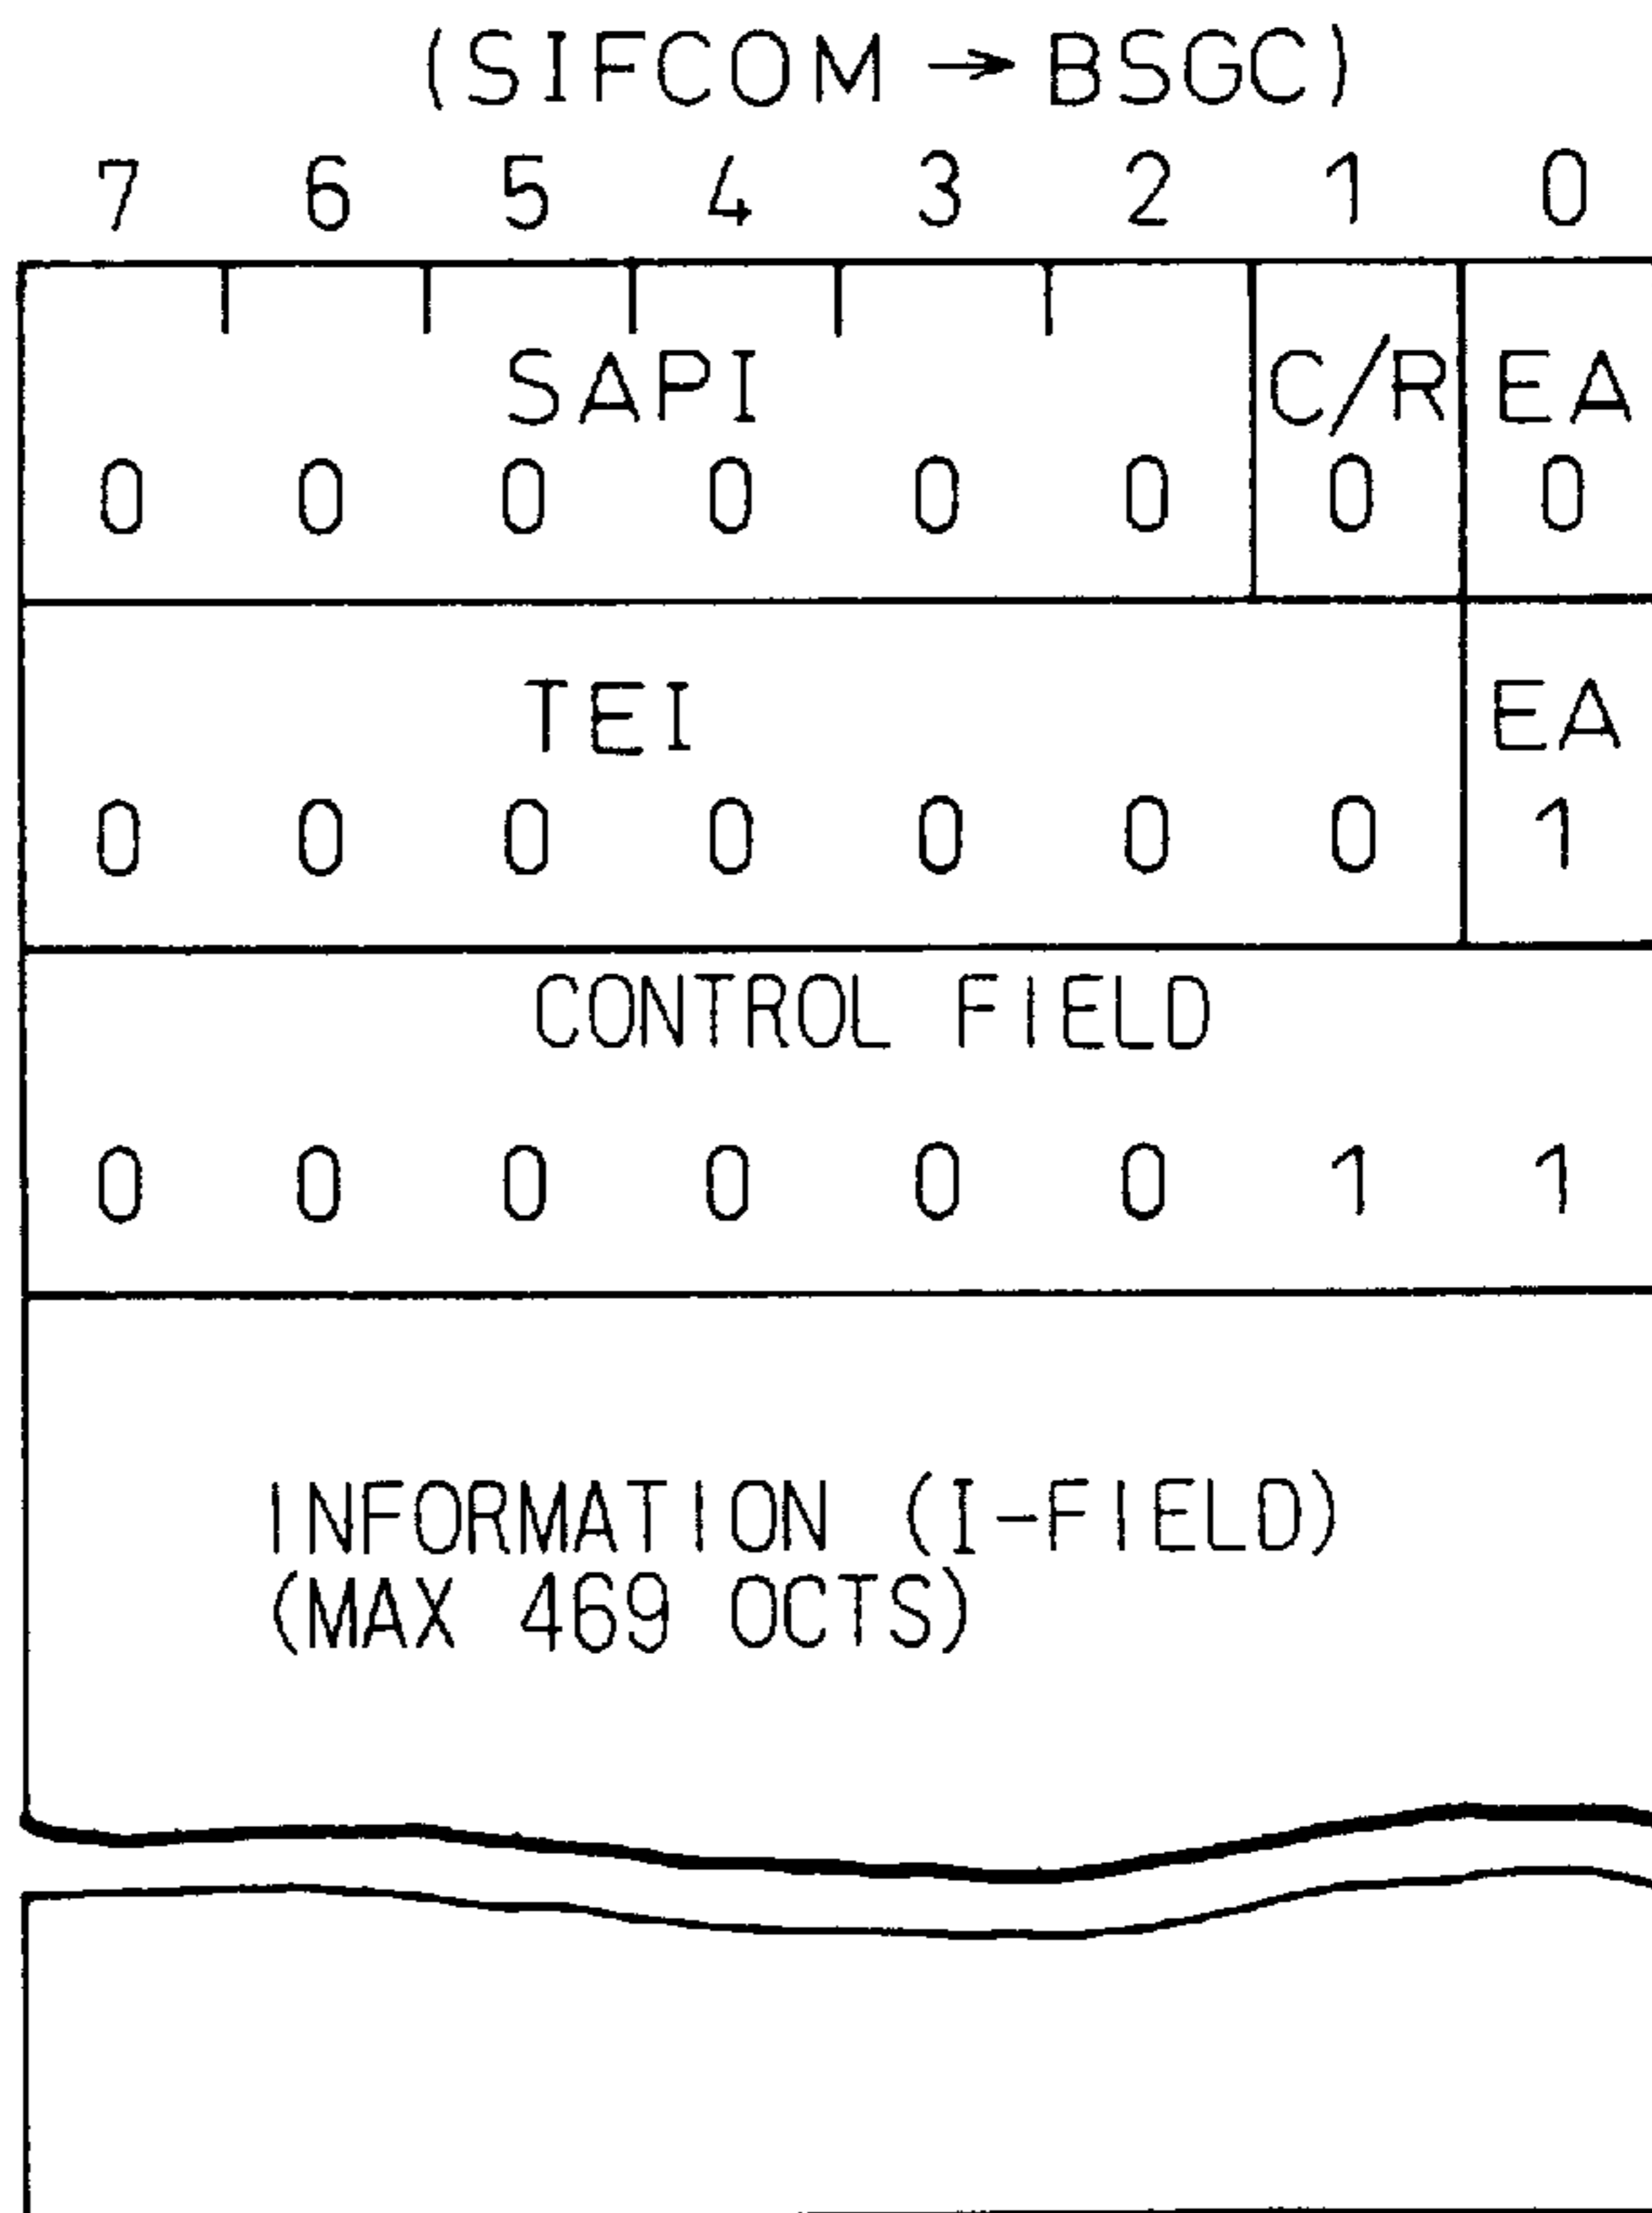 (SIFCOM → BSGC)
7 6 5 4 3 2 1 0
SAPI C/R EA
0 0 0 0 0 0 0 0
TEI EA
0 0 0 0 0 0 0 1
CONTROL FIELD
0 0 0 0 0 0 1 1
INFORMATION (I-FIELD)
(MAX 469 OCTS)